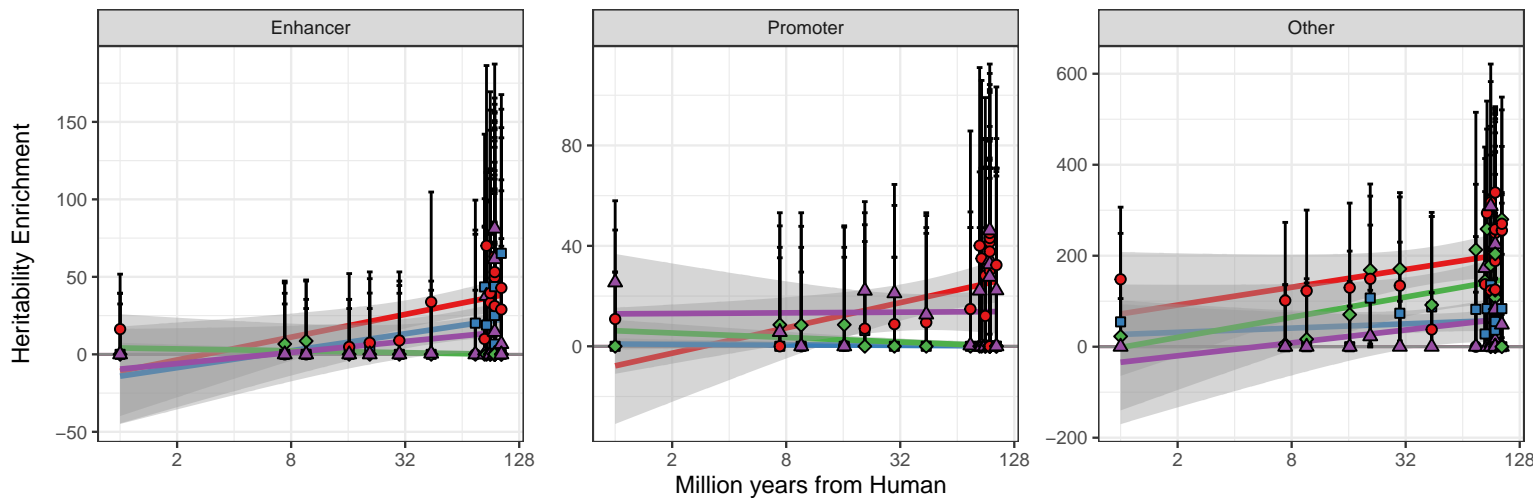 Enhancer
Promoter
Other
Heritability Enrichment
150
100
50
0
−50
80
40
0
600
400
200
0
−200
2 8 32 128
2 8 32 128
2 8 32 128
Million years from Human